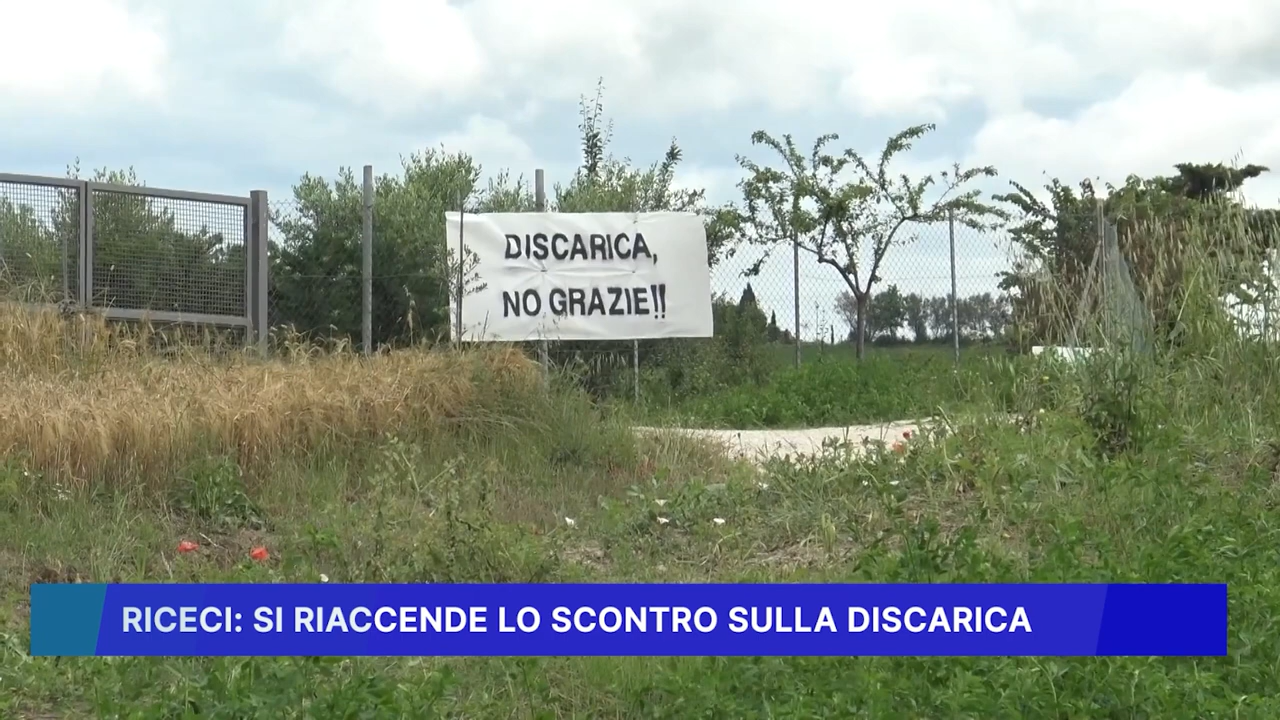 DISCARICA,
NO GRAZIE!!
RICECI: SI RIACCENDE LO SCONTRO SULLA DISCARICA